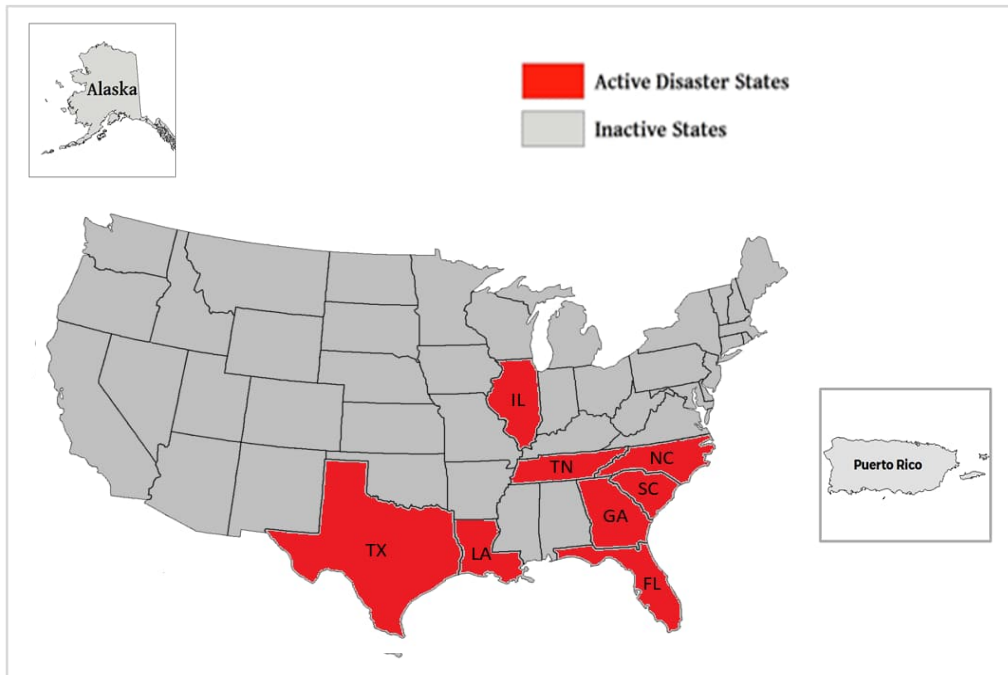 Alaska
Active Disaster States
Inactive States
IL
TN
NC
SC
GA
TX
LA
FL
Puerto Rico